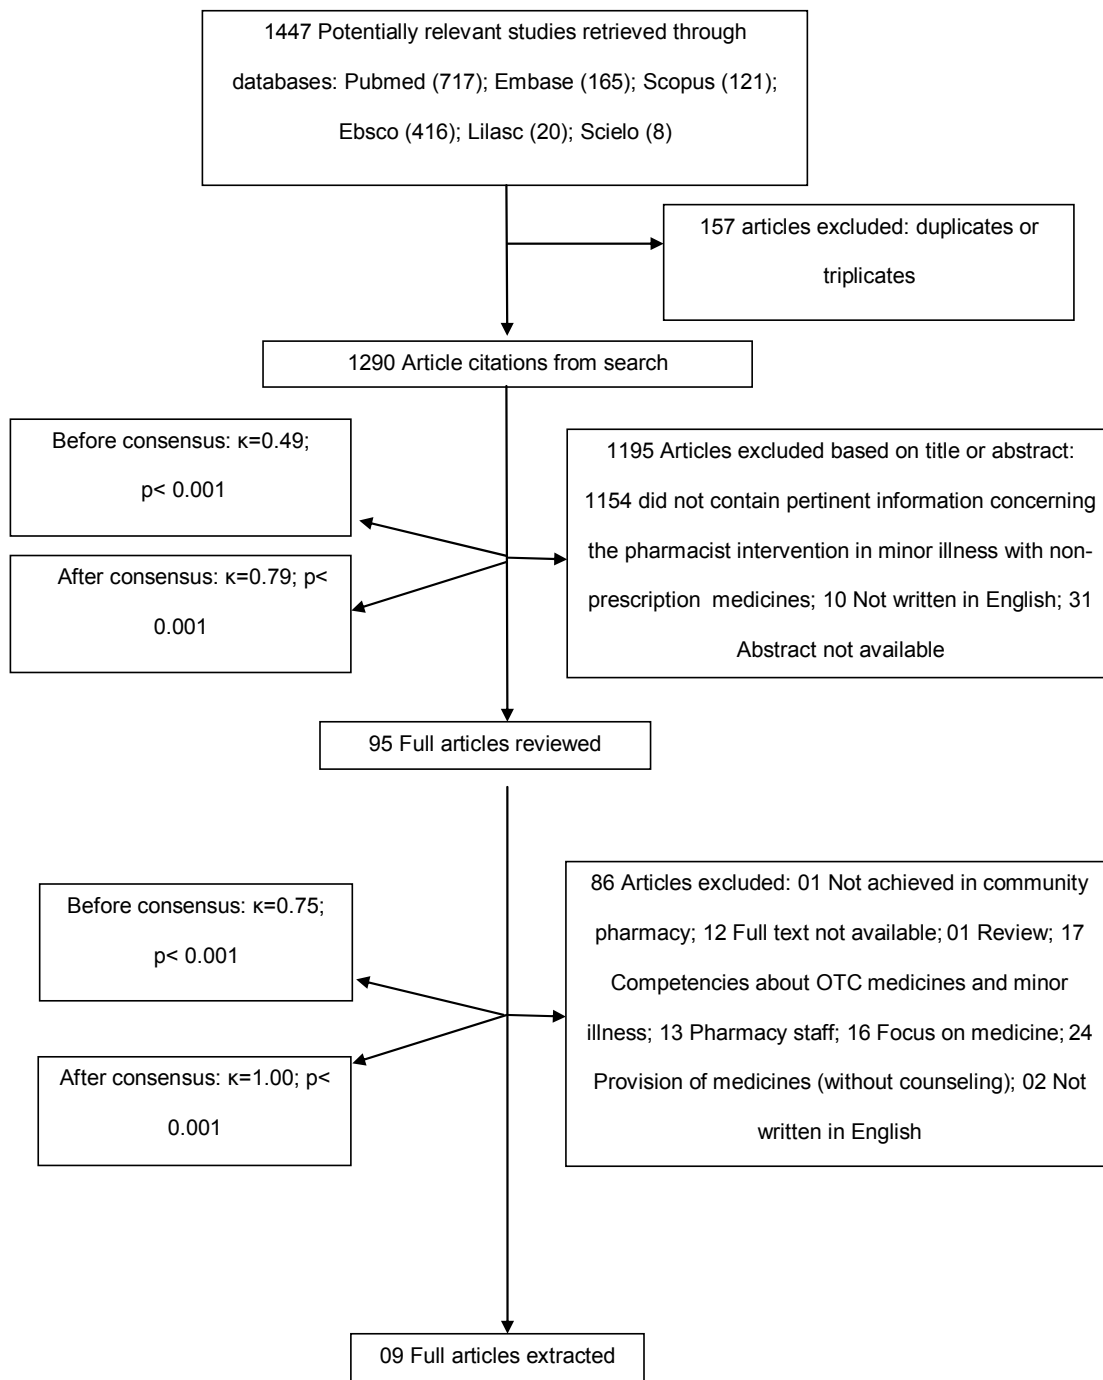 1447 Potentially relevant studies retrieved through
databases: Pubmed (717); Embase (165); Scopus (121);
Ebsco (416); Lilasc (20); Scielo (8)
157 articles excluded: duplicates or
triplicates
1290 Article citations from search
Before consensus: κ=0.49;
p< 0.001
After consensus: κ=0.79; p<
0.001
1195 Articles excluded based on title or abstract:
1154 did not contain pertinent information concerning
the pharmacist intervention in minor illness with non-
prescription medicines; 10 Not written in English; 31
Abstract not available
95 Full articles reviewed
Before consensus: κ=0.75;
p< 0.001
After consensus: κ=1.00; p<
0.001
86 Articles excluded: 01 Not achieved in community
pharmacy; 12 Full text not available; 01 Review; 17
Competencies about OTC medicines and minor
illness; 13 Pharmacy staff; 16 Focus on medicine; 24
Provision of medicines (without counseling); 02 Not
written in English
09 Full articles extracted